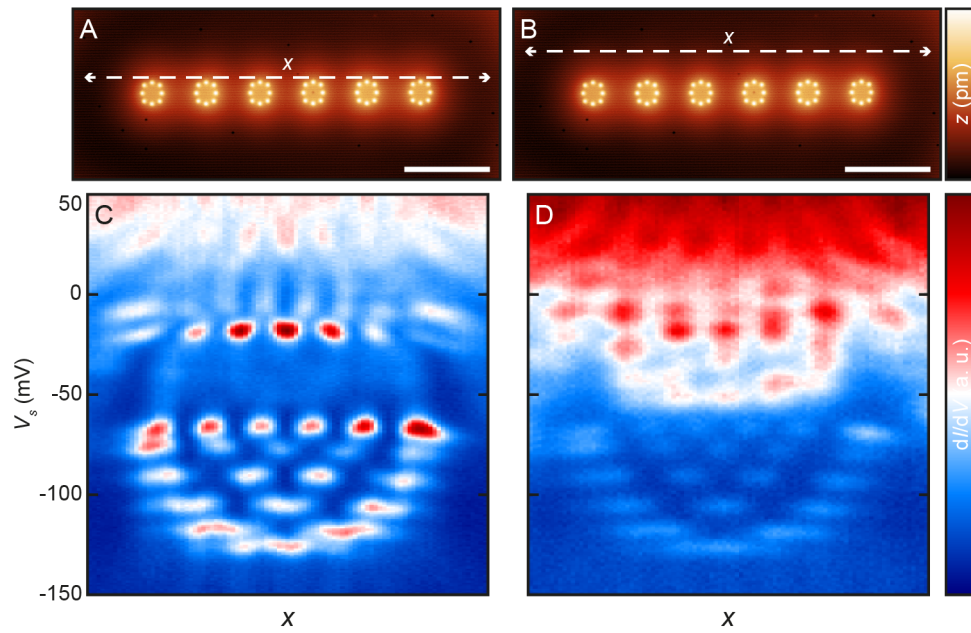 A
x
B
x
z (pm)
C
D
50
0
-50
-100
-150
V_s (mV)
x
x
dI/dV (a. u.)